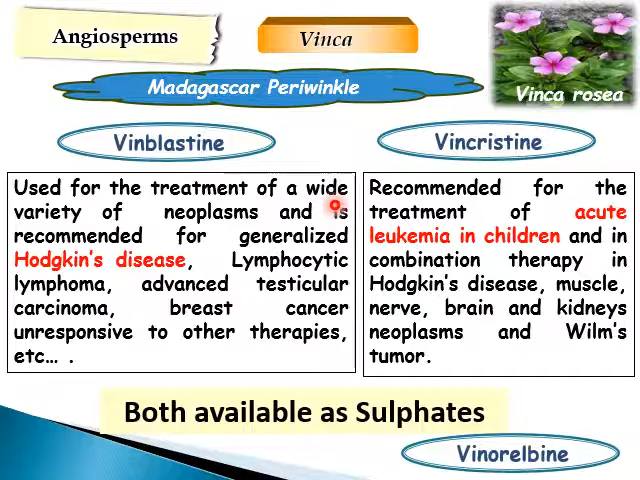 Angiosperms
Vinca
Madagascar Periwinkle
Vinca rosea
Vinblastine
Vincristine
Used for the treatment of a wide
variety of neoplasms and is
recommended for generalized
Hodgkin's disease, Lymphocytic
lymphoma, advanced testicular
carcinoma, breast cancer
unresponsive to other therapies,
etc... .
Recommended for the
treatment of acute
leukemia in children and in
combination therapy in
Hodgkin's disease, muscle,
nerve, brain and kidneys
neoplasms and Wilm's
tumor.
Both available as Sulphates
Vinorelbine